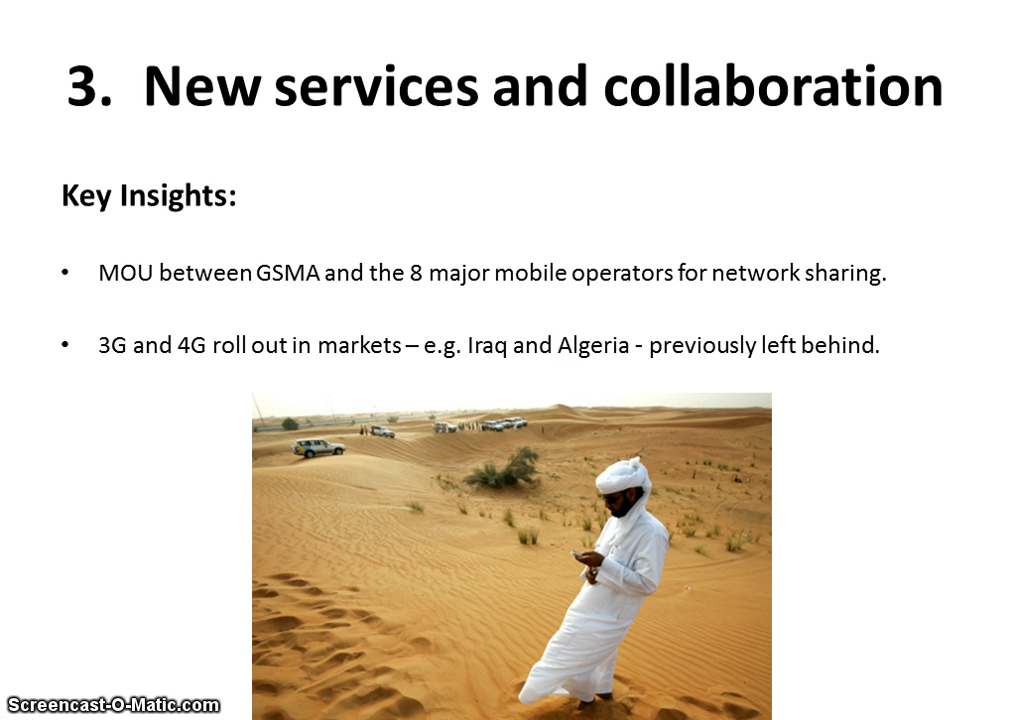 3. New services and collaboration
Key Insights:
• MOU between GSMA and the 8 major mobile operators for network sharing.
• 3G and 4G roll out in markets – e.g. Iraq and Algeria - previously left behind.
Screencast-O-Matic.com